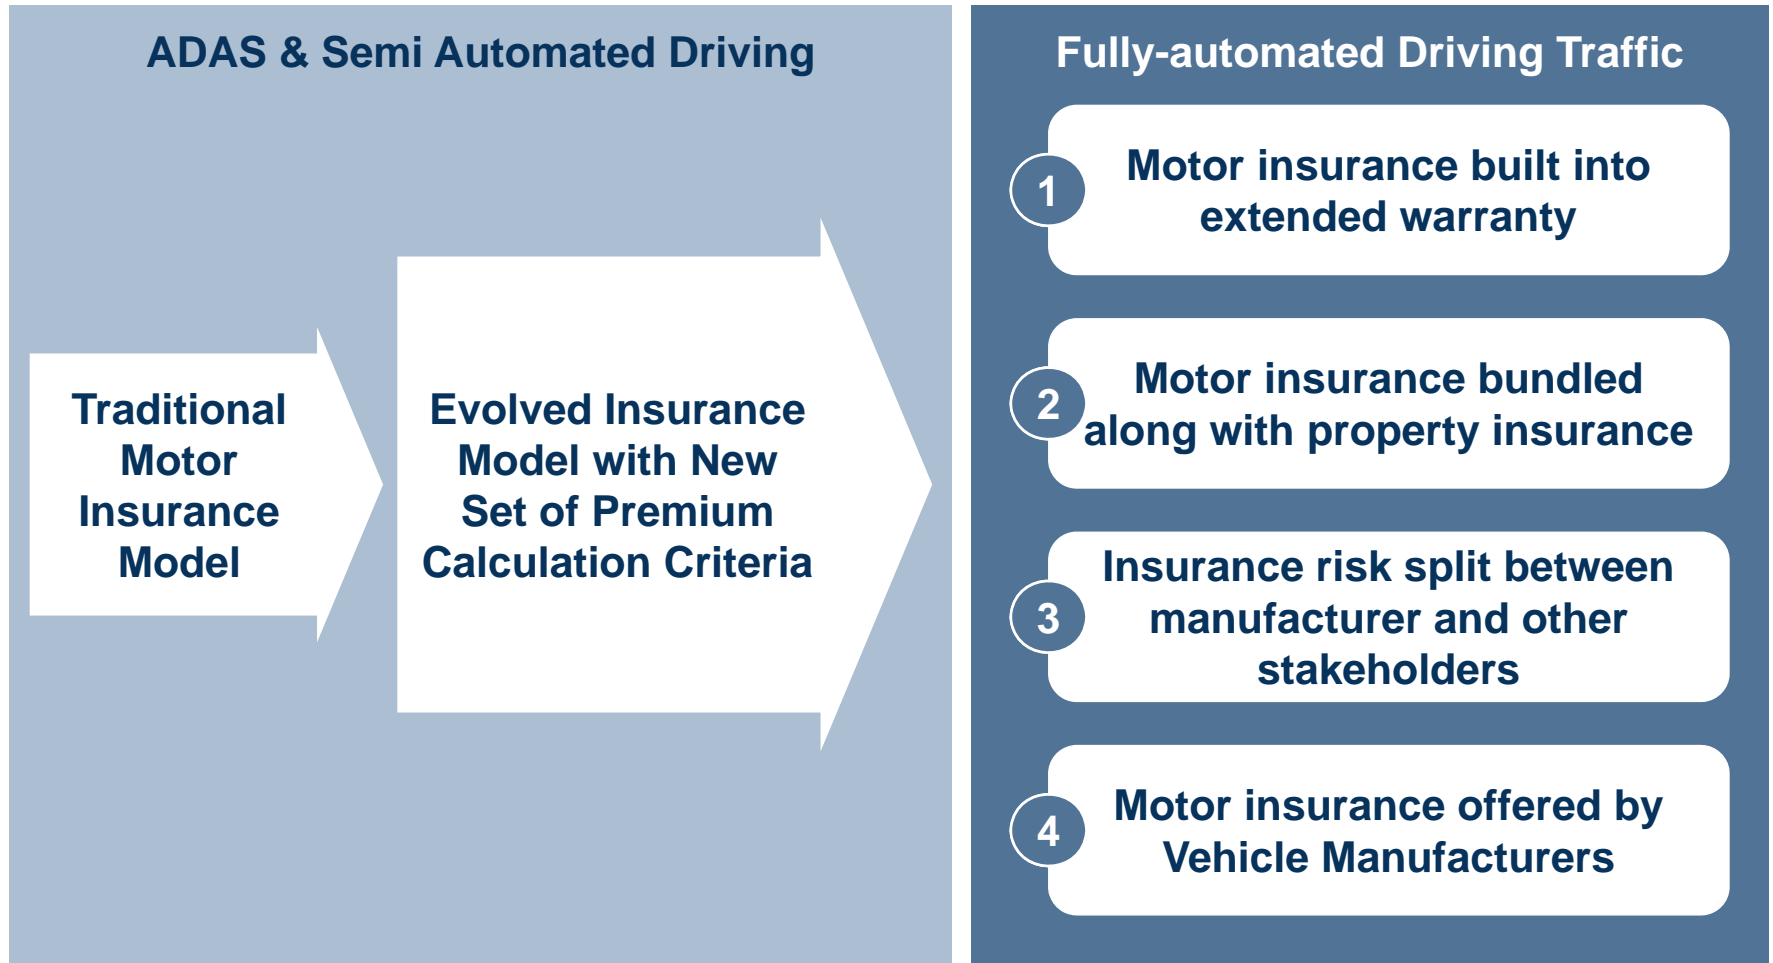 ADAS & Semi Automated Driving
Traditional
Motor
Insurance
Model
Evolved Insurance
Model with New
Set of Premium
Calculation Criteria
Fully-automated Driving Traffic
1
Motor insurance built into
extended warranty
2
Motor insurance bundled
along with property insurance
3
Insurance risk split between
manufacturer and other
stakeholders
4
Motor insurance offered by
Vehicle Manufacturers